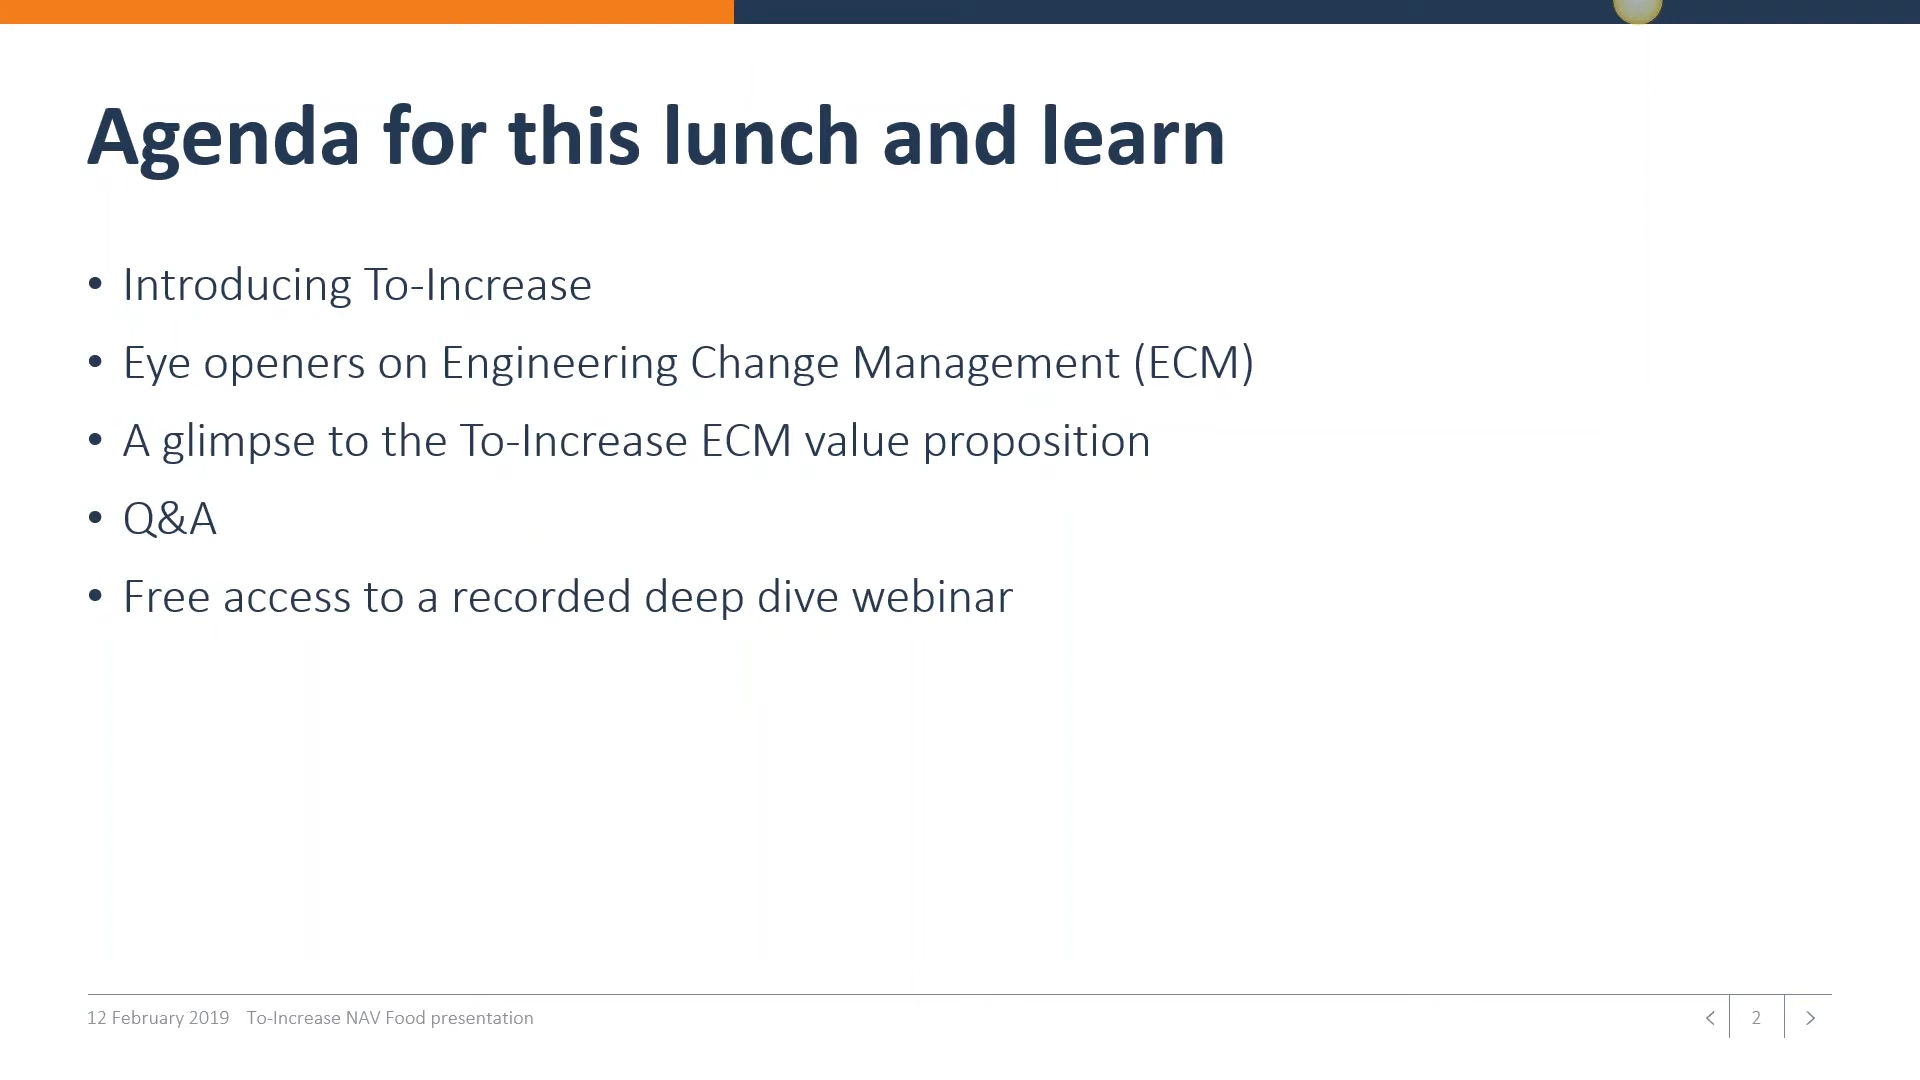 Agenda for this lunch and learn
• Introducing To-Increase
• Eye openers on Engineering Change Management (ECM)
• A glimpse to the To-Increase ECM value proposition
• Q&A
• Free access to a recorded deep dive webinar
12 February 2019 To-Increase NAV Food presentation
< 2 >